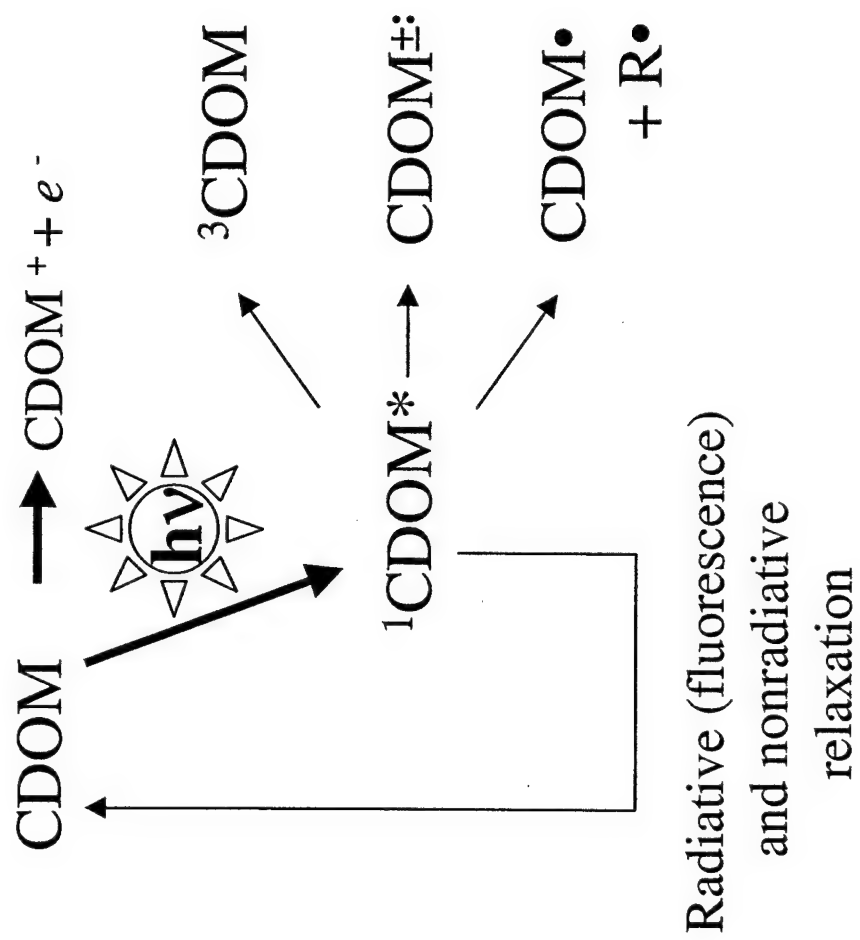 CDOM
CDOM⁺ + e⁻
hν
¹CDOM*
³CDOM
CDOM±•
CDOM•
+ R•
Radiative (fluorescence)
and nonradiative
relaxation